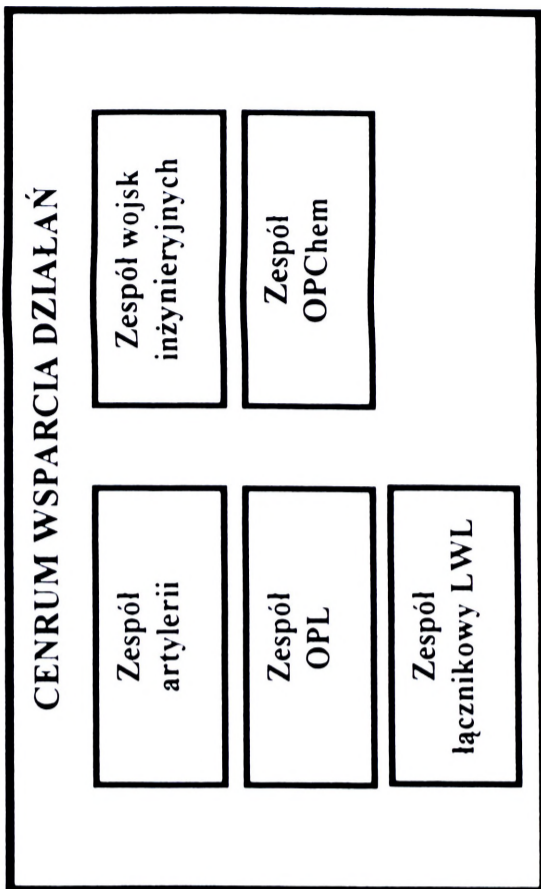 CENRUM WSPARCIA DZIAŁAŃ
Zespół
artylerii
Zespół wojsk
inżynieryjnych
Zespół
OPL
Zespół
OPChem
Zespół
łącznikowy LWL